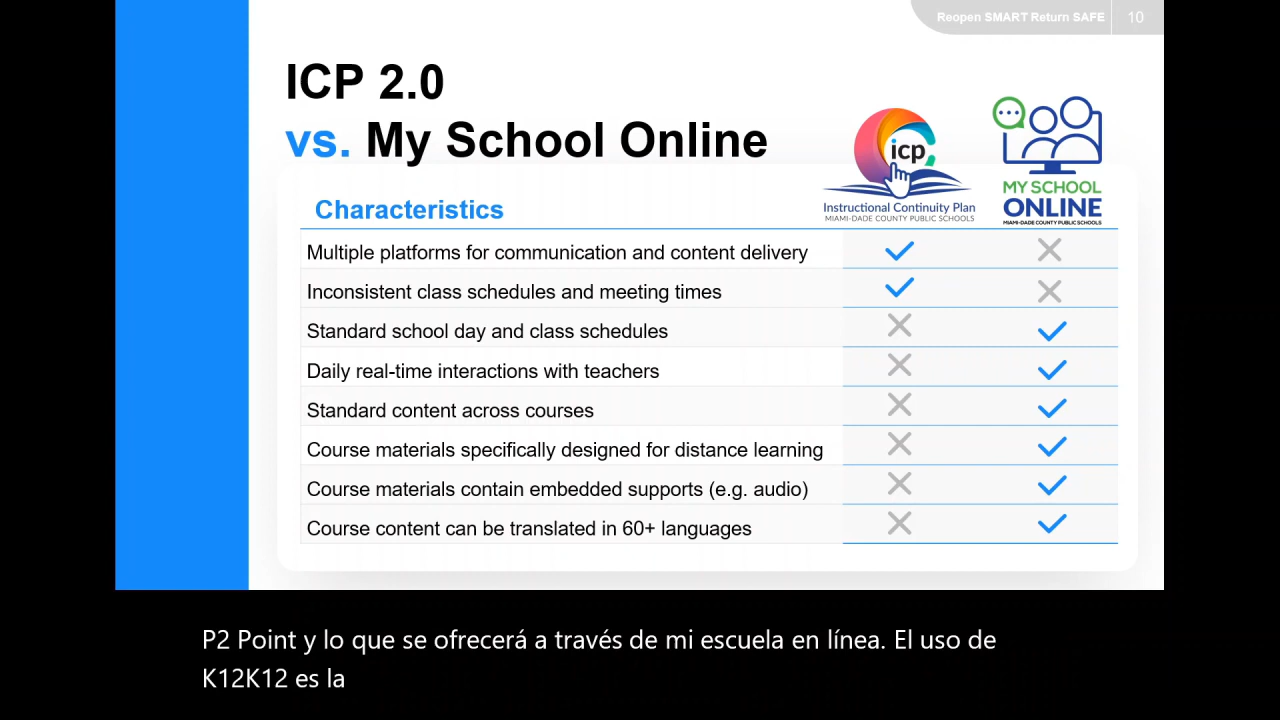 Reopen SMART Return SAFE 10
ICP 2.0
vs. My School Online
icp
Instructional Continuity Plan
MIAMI-DADE COUNTY PUBLIC SCHOOLS
MY SCHOOL
ONLINE
MIAMI-DADE COUNTY PUBLIC SCHOOLS
Characteristics
Multiple platforms for communication and content delivery
Inconsistent class schedules and meeting times
Standard school day and class schedules
Daily real-time interactions with teachers
Standard content across courses
Course materials specifically designed for distance learning
Course materials contain embedded supports (e.g. audio)
Course content can be translated in 60+ languages
P2 Point y lo que se ofrecerá a través de mi escuela en línea. El uso de
K12K12 es la